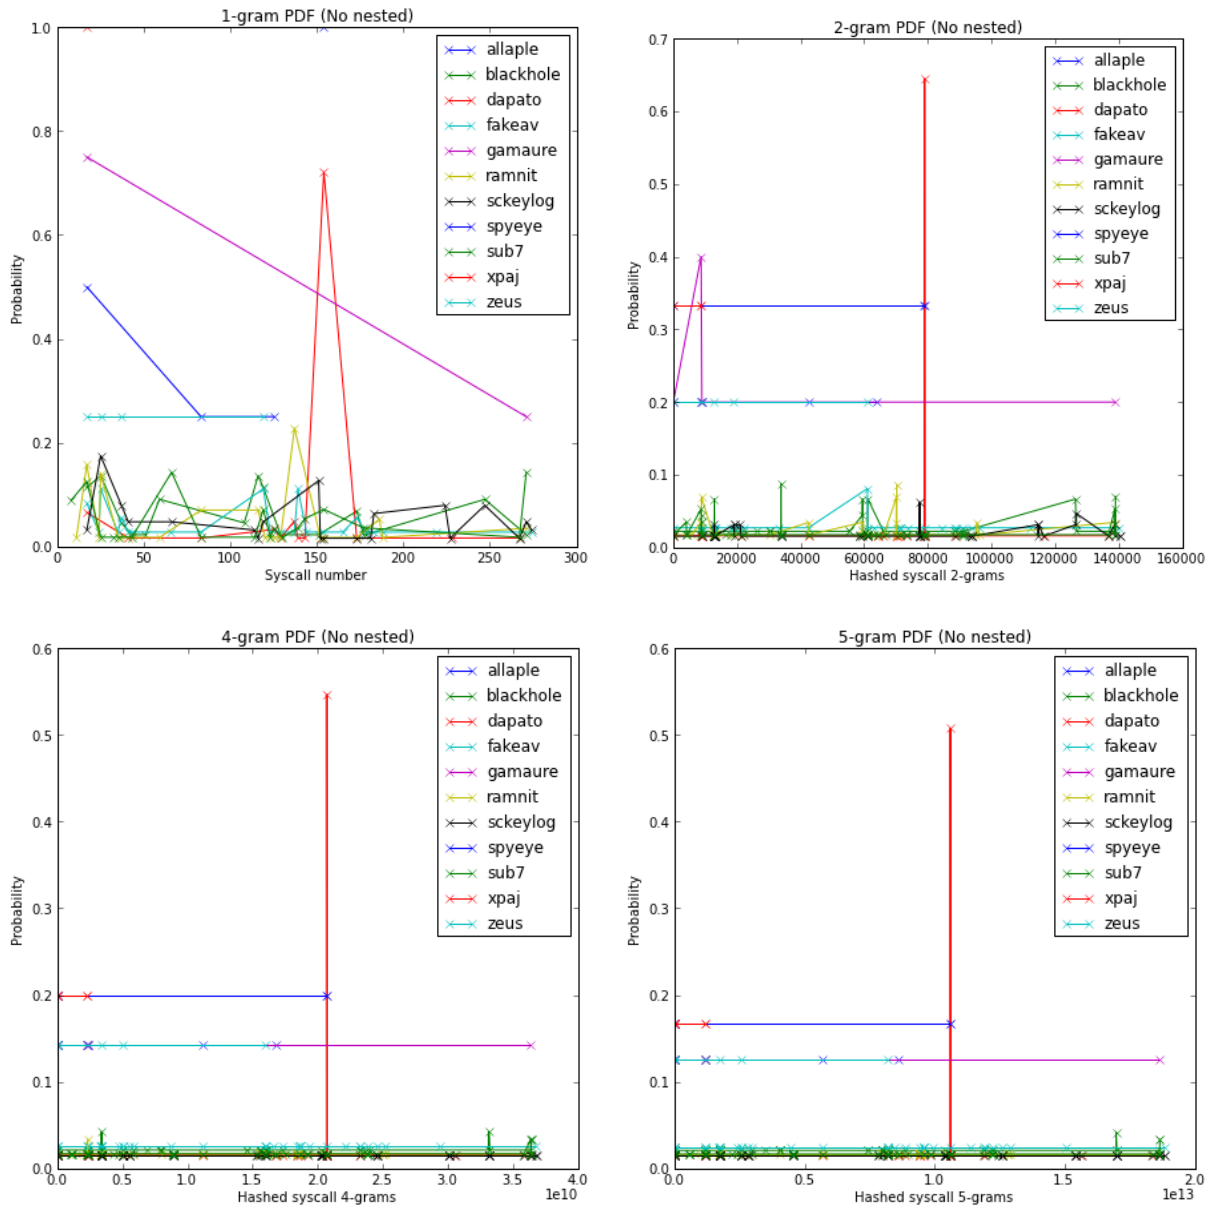 1-gram PDF (No nested)
1.0
0.8
0.6
0.4
0.2
0.0
Probability
0
50
100
150
200
250
300
Syscall number
allaple
blackhole
dapato
fakeav
gamaure
ramnit
sckeylog
spyeye
sub7
xpaj
zeus
2-gram PDF (No nested)
0.7
0.6
0.5
0.4
0.3
0.2
0.1
0.0
Probability
0
20000
40000
60000
80000
100000
120000
140000
160000
Hashed syscall 2-grams
allaple
blackhole
dapato
fakeav
gamaure
ramnit
sckeylog
spyeye
sub7
xpaj
zeus
4-gram PDF (No nested)
0.6
0.5
0.4
0.3
0.2
0.1
0.0
Probability
0.0
0.5
1.0
1.5
2.0
2.5
3.0
3.5
4.0
1e10
Hashed syscall 4-grams
allaple
blackhole
dapato
fakeav
gamaure
ramnit
sckeylog
spyeye
sub7
xpaj
zeus
5-gram PDF (No nested)
0.6
0.5
0.4
0.3
0.2
0.1
0.0
Probability
0.0
0.5
1.0
1.5
2.0
1e13
Hashed syscall 5-grams
allaple
blackhole
dapato
fakeav
gamaure
ramnit
sckeylog
spyeye
sub7
xpaj
zeus